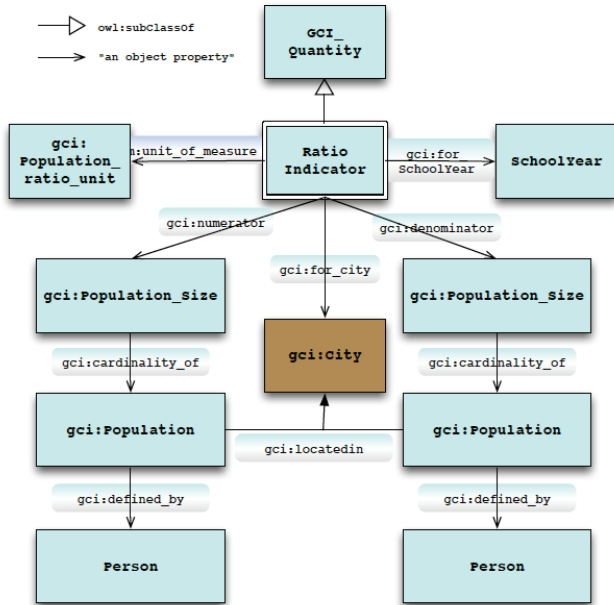 owl:subClassOf
"an object property"
GCI_
Quantity
gci:
Population_
ratio_unit
n:unit_of_measure
Ratio
Indicator
gci:for_
SchoolYear
SchoolYear
gci:numerator
gci:denominator
gci:for_city
gci:Population_Size
gci:Population_Size
gci:City
gci:cardinality_of
gci:cardinality_of
gci:Population
gci:Population
gci:locatedin
gci:defined_by
gci:defined_by
Person
Person